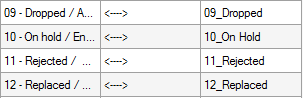 09 - Dropped / A... <----> 09_Dropped
10 - On hold / En... <----> 10_On Hold
11 - Rejected / ... <----> 11_Rejected
12 - Replaced / ... <----> 12_Replaced